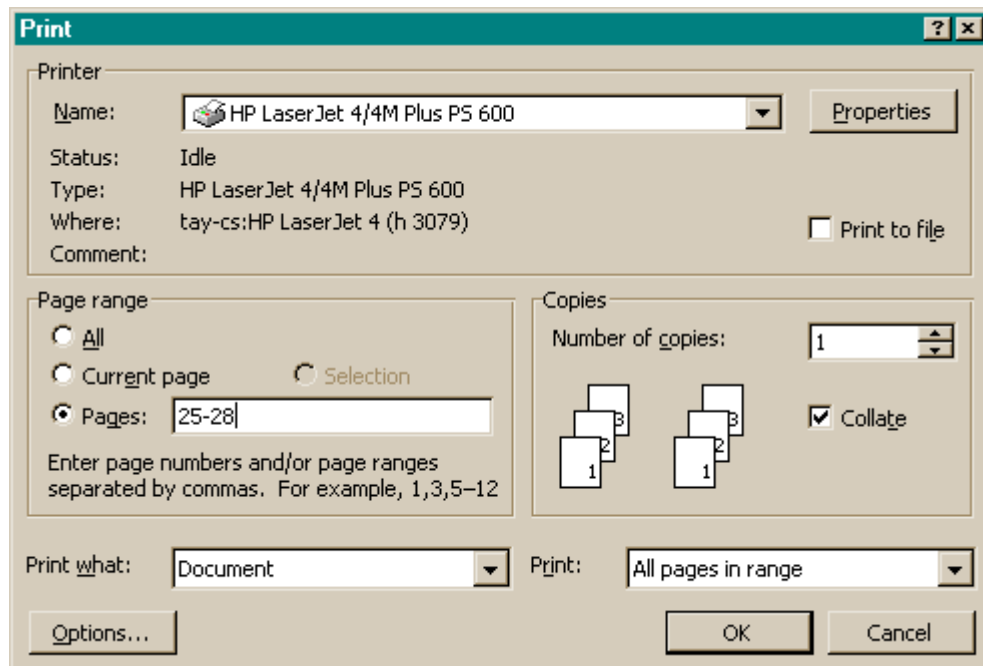 Print
Printer
Name: HP LaserJet 4/4M Plus PS 600 Properties
Status: Idle
Type: HP LaserJet 4/4M Plus PS 600
Where: tay-cs:HP LaserJet 4 (h 3079)
Print to file
Comment:
Page range
All
Current page Selection
Pages: 25-28
Enter page numbers and/or page ranges
separated by commas. For example, 1,3,5–12
Copies
Number of copies: 1
3 3
2 2
1 1
Collate
Print what: Document Print: All pages in range
Options... OK Cancel